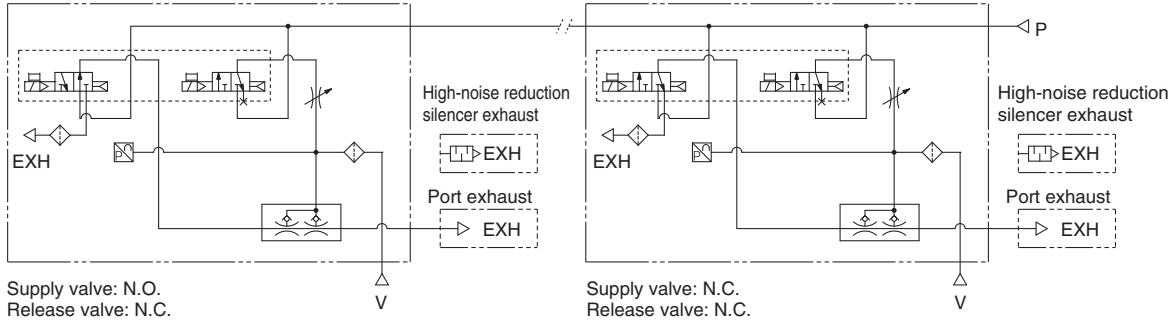 P
High-noise reduction
silencer exhaust
EXH
EXH
P
Port exhaust
EXH
V
Supply valve: N.O.
Release valve: N.C.
High-noise reduction
silencer exhaust
EXH
EXH
P
Port exhaust
EXH
V
Supply valve: N.C.
Release valve: N.C.